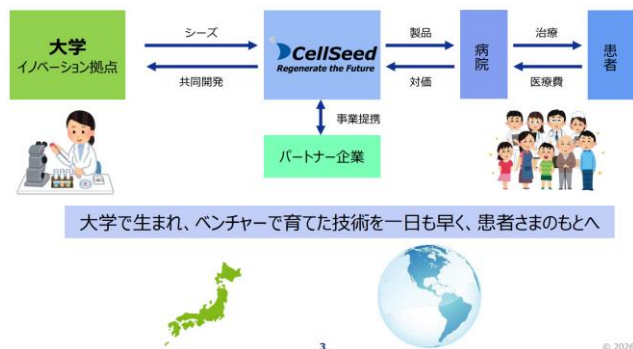 大学
イノベーション拠点
シーズ
共同開発
CellSeed
Regenerate the Future
製品
対価
病院
治療
医療費
患者
事業提携
パートナー企業
大学で生まれ、ベンチャーで育てた技術を一日も早く、患者さまのもとへ
3
© 2026